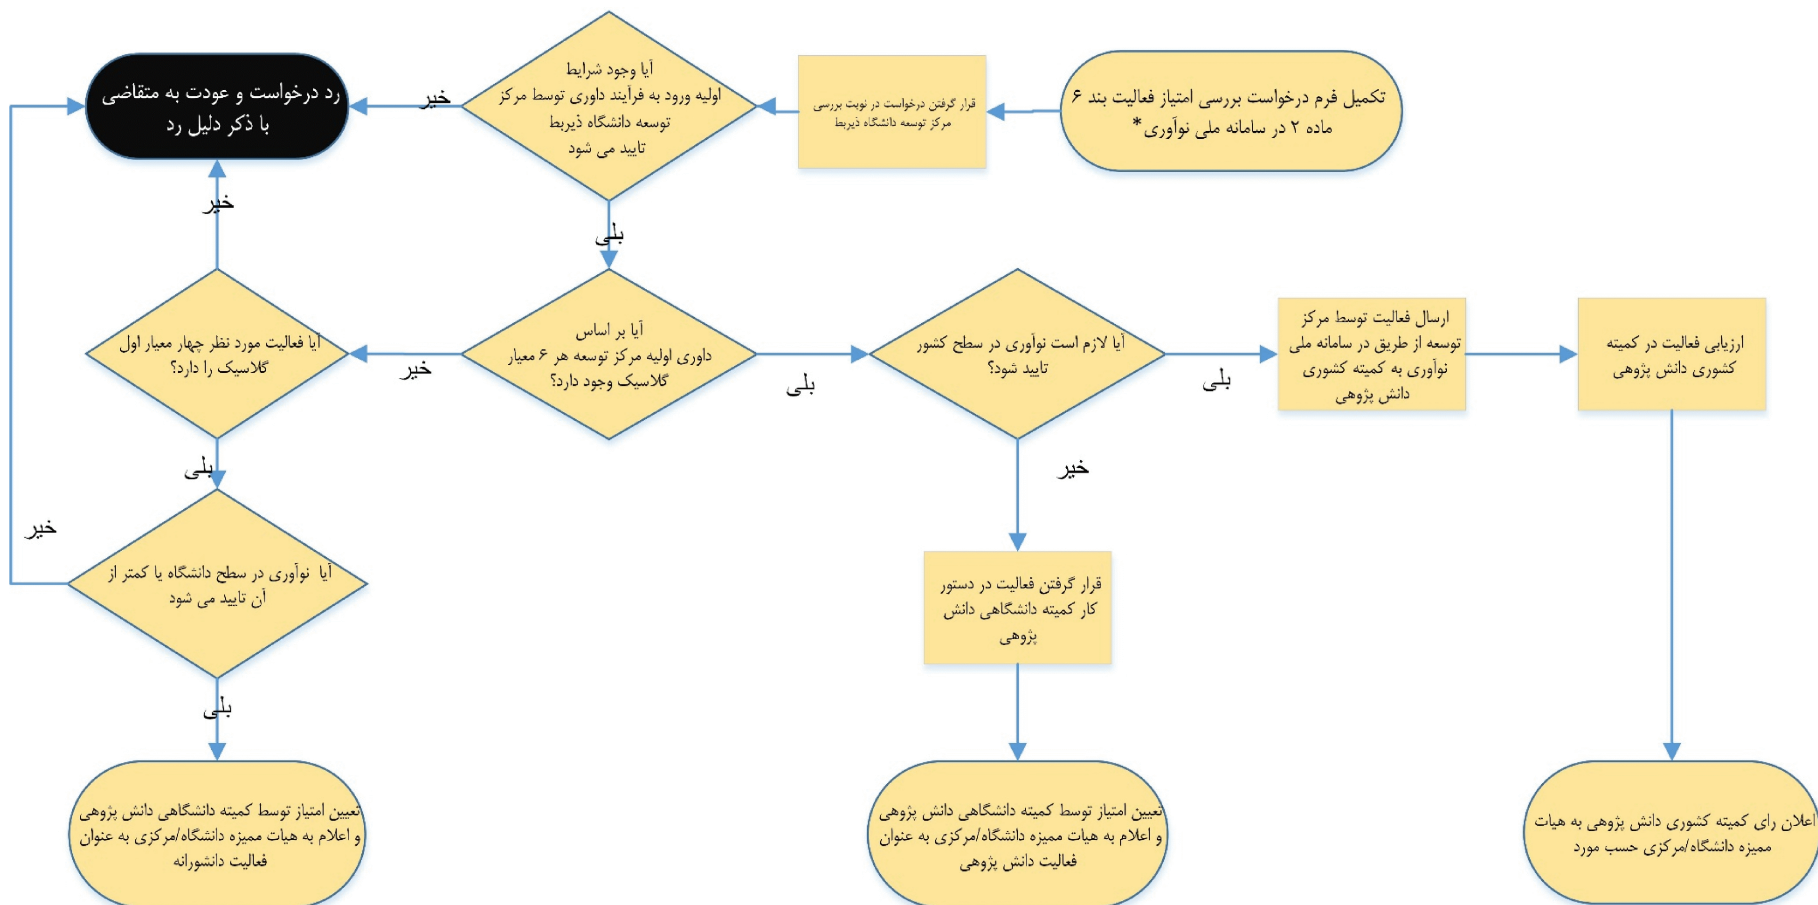 تکمیل فرم درخواست بررسی امتیاز فعالیت بند ۶
ماده ۲ در سامانه ملی نوآوری*
قرار گرفتن درخواست در نوبت بررسی
مرکز توسعه دانشگاه ذیربط
آیا وجود شرایط
اولیه ورود به فرآیند داوری توسط مرکز
توسعه دانشگاه ذیربط
تایید می شود
خیر
رد درخواست و عودت به متقاضی
با ذکر دلیل رد
بلی
خیر
آیا بر اساس
داوری اولیه مرکز توسعه هر ۶ معیار
گلاسیک وجود دارد؟
خیر
آیا فعالیت مورد نظر چهار معیار اول
گلاسیک را دارد؟
بلی
آیا لازم است نوآوری در سطح کشور
تایید شود؟
بلی
ارسال فعالیت توسط مرکز
توسعه از طریق در سامانه ملی
نوآوری به کمیته کشوری
دانش پژوهی
ارزیابی فعالیت در کمیته
کشوری دانش پژوهی
بلی
خیر
خیر
آیا نوآوری در سطح دانشگاه یا کمتر از
آن تایید می شود
قرار گرفتن فعالیت در دستور
کار کمیته دانشگاهی دانش
پژوهی
بلی
تعیین امتیاز توسط کمیته دانشگاهی دانش پژوهی
و اعلام به هیات ممیزه دانشگاه/مرکزی به عنوان
فعالیت دانشورانه
تعیین امتیاز توسط کمیته دانشگاهی دانش پژوهی
و اعلام به هیات ممیزه دانشگاه/مرکزی به عنوان
فعالیت دانش پژوهی
اعلان رای کمیته کشوری دانش پژوهی به هیات
ممیزه دانشگاه/مرکزی حسب مورد